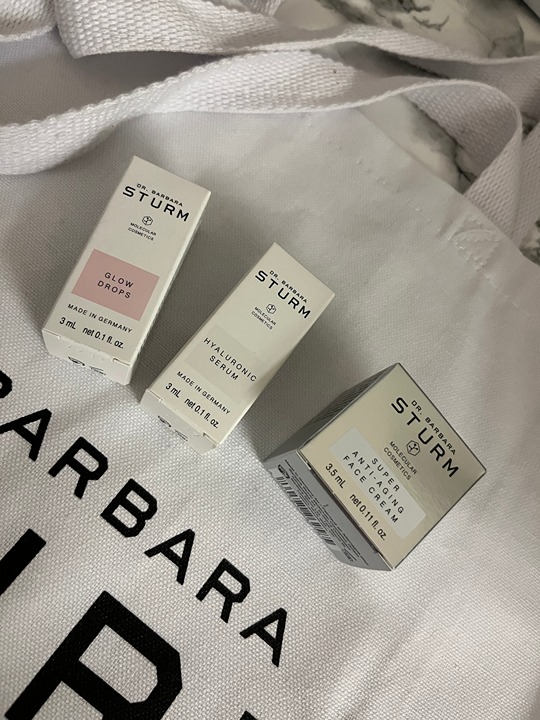 DR. BARBARA
STURM
MOLECULAR
COSMETICS
GLOW
DROPS
MADE IN GERMANY
3 mL net 0.1 fl. oz.
DR. BARBARA
STURM
MOLECULAR
COSMETICS
HYALURONIC
SERUM
MADE IN GERMANY
3 mL net 0.1 fl. oz.
DR. BARBARA
STURM
MOLECULAR
COSMETICS
SUPER
ANTI-AGING
FACE CREAM
3.5 mL net 0.11 fl. oz.
BARBARA